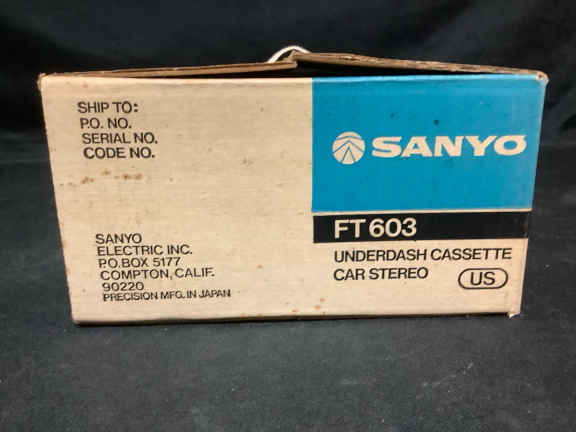 SHIP TO:
P.O. NO.
SERIAL NO.
CODE NO.
SANYO
ELECTRIC INC.
P.O. BOX 5177
COMPTON, CALIF.
90220
PRECISION MFG. IN JAPAN
SANYO
FT 603
UNDERDASH CASSETTE
CAR STEREO
US